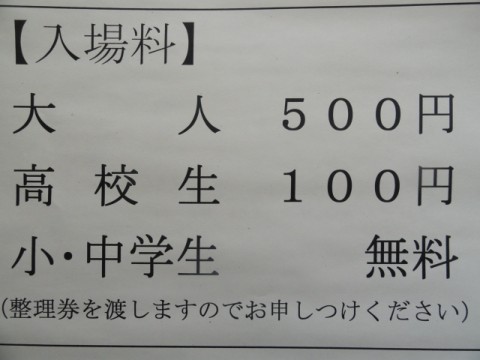 【入場料】
大人 500円
高校生 100円
小・中学生 無料
(整理券を渡しますのでお申しつけください)